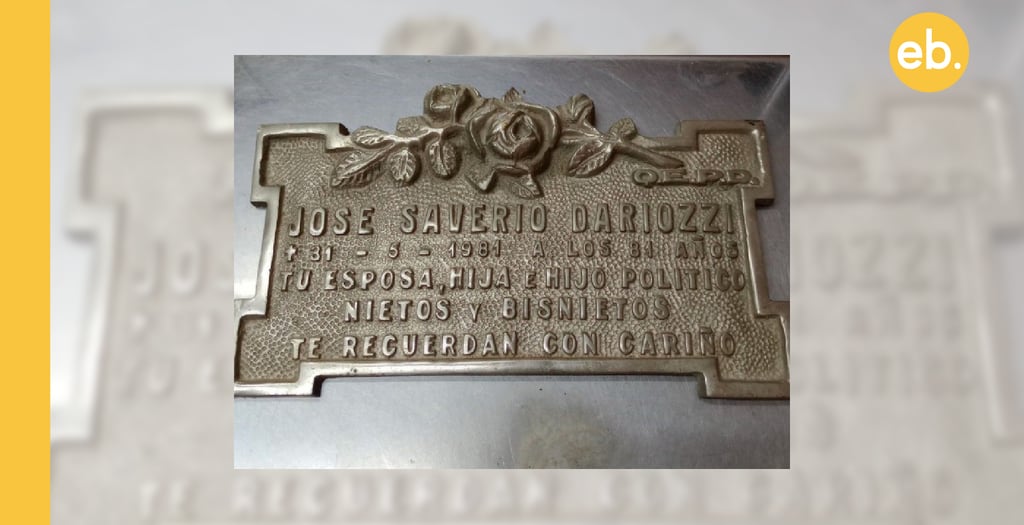 eb.
Q.E.P.D.
JOSE SAVERIO DARIOZZI
✝ 31 - 5 - 1981 A LOS 81 AÑOS
TU ESPOSA, HIJA E HIJO POLITICO
NIETOS Y BISNIETOS
TE RECUERDAN CON CARIÑO